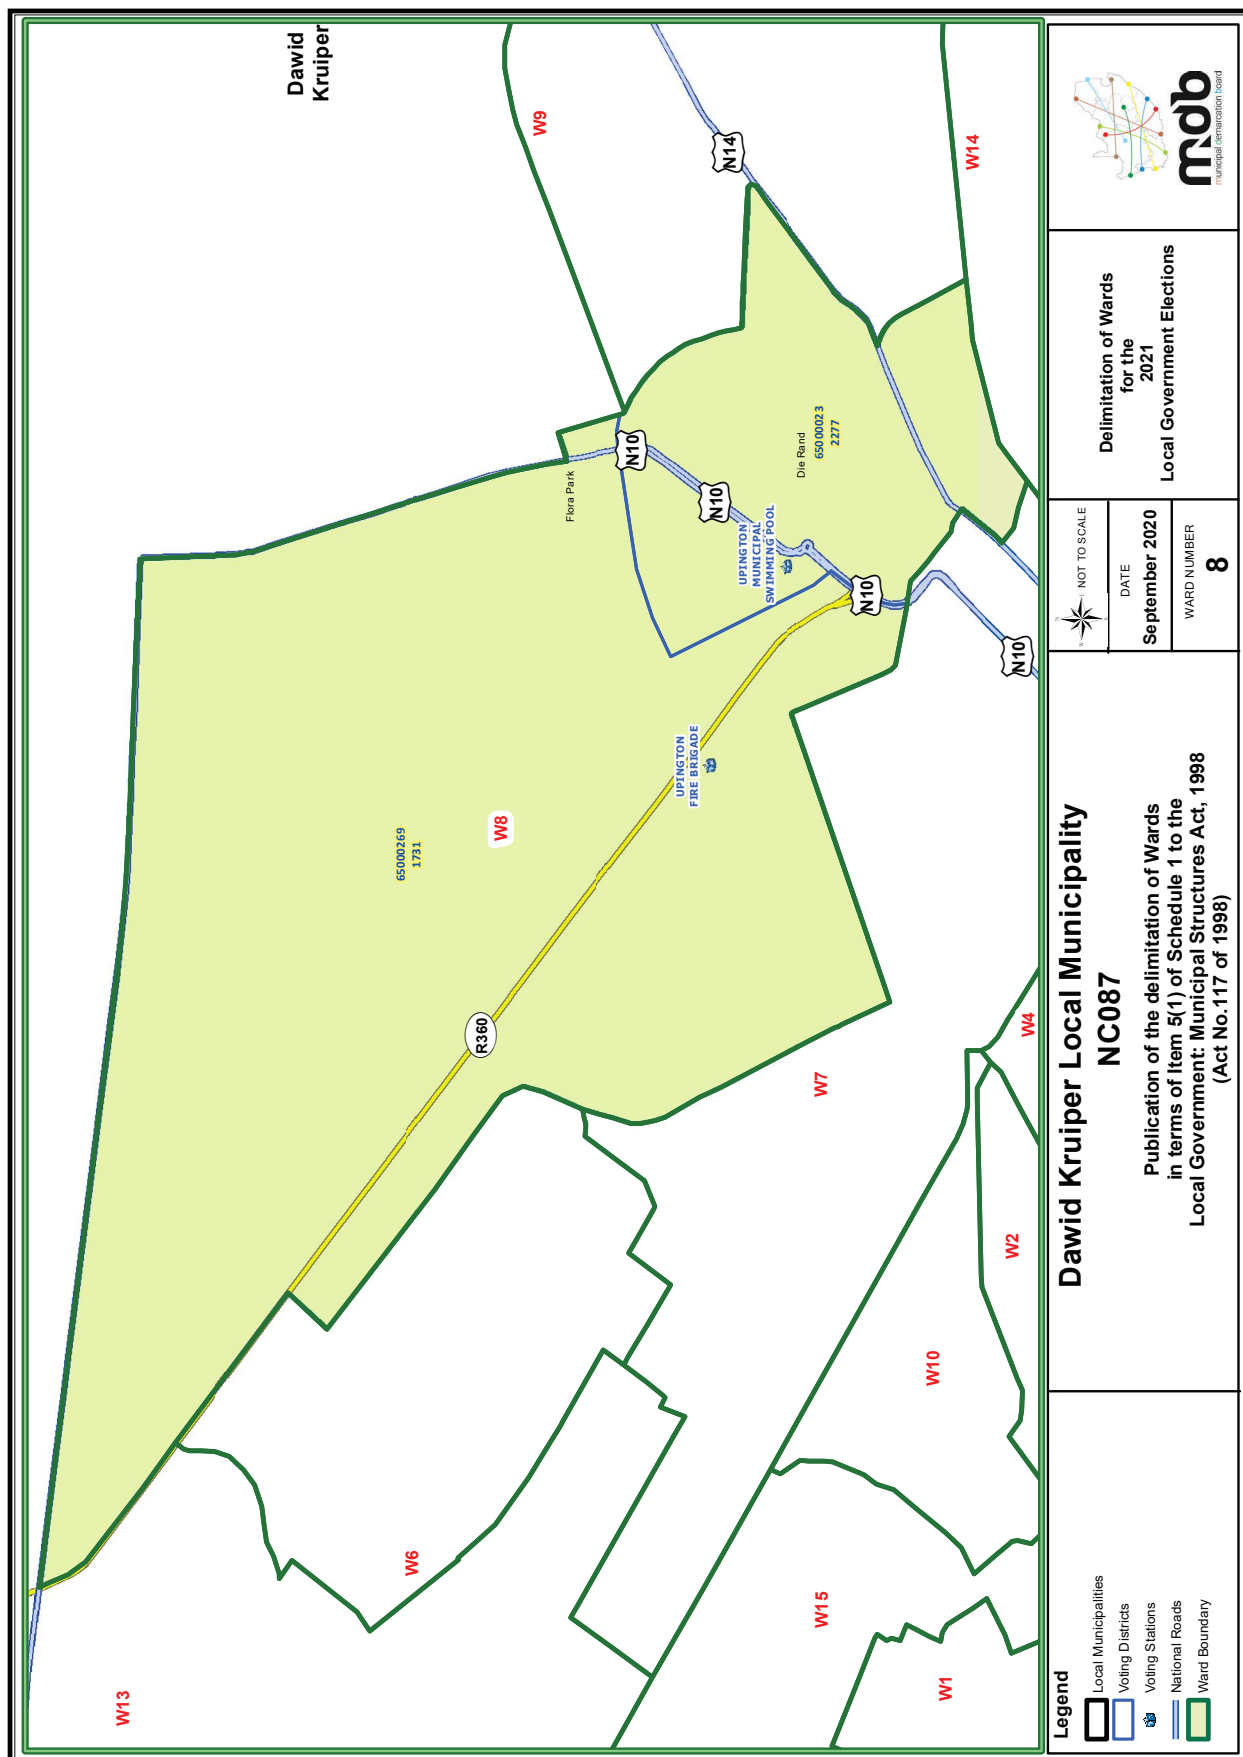 Dawid
Kruiper
W9
N14
W14
N10
Flora Park
N10
Die Rand
65000023
2277
UPINGTON
MUNICIPAL
SWIMMING POOL
N10
N10
UPINGTON
FIRE BRIGADE
65000269
1731
W8
R360
W7
W4
W2
W10
W6
W15
W13
W1
Legend
Local Municipalities
Voting Districts
Voting Stations
National Roads
Ward Boundary
Dawid Kruiper Local Municipality
NC087
Publication of the delimitation of Wards
in terms of Item 5(1) of Schedule 1 to the
Local Government: Municipal Structures Act, 1998
(Act No.117 of 1998)
NOT TO SCALE
DATE
September 2020
WARD NUMBER
8
Delimitation of Wards
for the
2021
Local Government Elections
mdb
municipal demarcation board